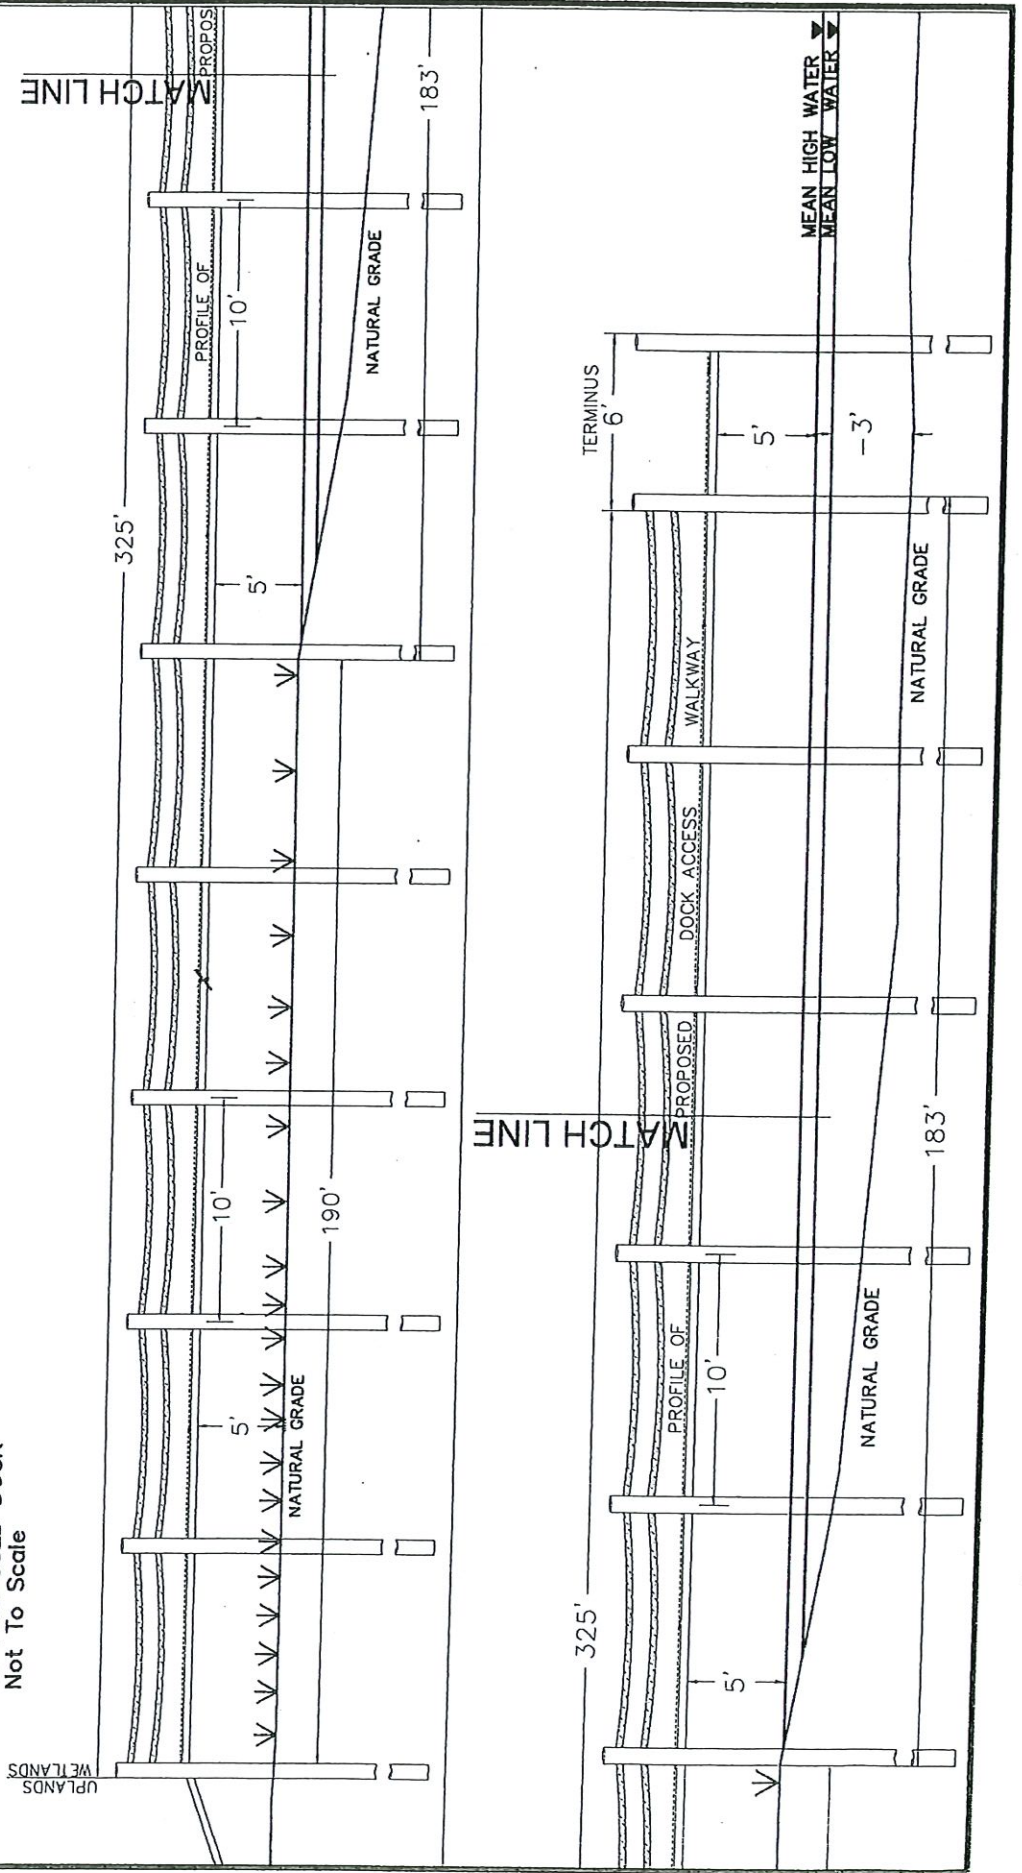 Not To Scale
UPLANDS
WETLANDS
325'
MATCH LINE
PROFILE OF
PROPOS
5'
10'
5'
10'
NATURAL GRADE
190'
NATURAL GRADE
183'
325'
TERMINUS
6'
MATCH LINE
PROFILE OF
PROPOSED
DOCK ACCESS
WALKWAY
5'
10'
5'
-3'
MEAN HIGH WATER
MEAN LOW WATER
NATURAL GRADE
NATURAL GRADE
183'